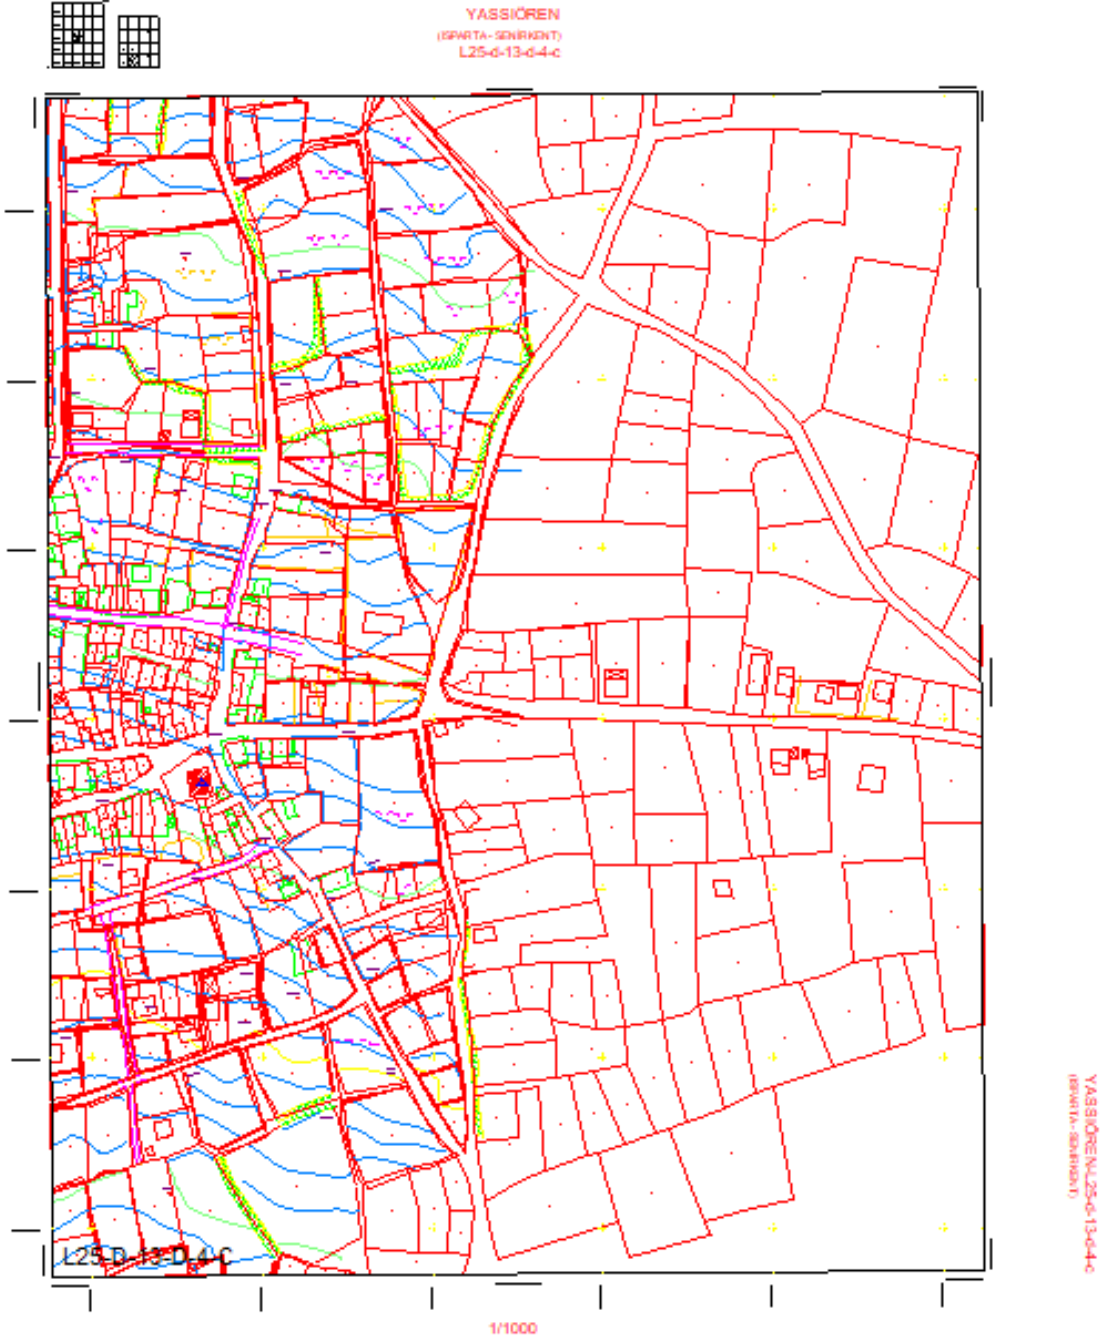 YASSIÖREN
(ISPARTA - SENİRKENT)
L25-d-13-d-4-c
L25-D-13-D-4-C
1/1000
YASSIÖREN-L25-d-13-d-4-c
(ISPARTA - SENİRKENT)